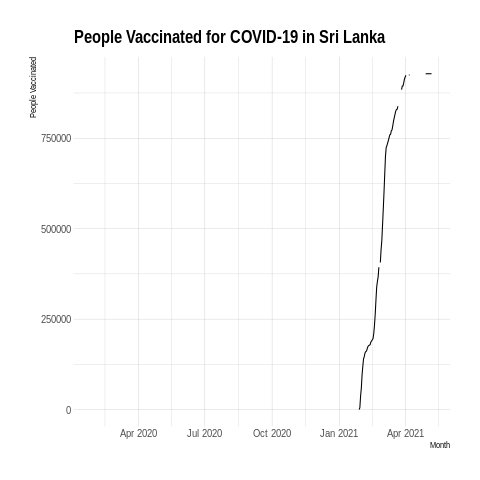 People Vaccinated for COVID-19 in Sri Lanka
People Vaccinated
750000
500000
250000
0
Apr 2020 Jul 2020 Oct 2020 Jan 2021 Apr 2021
Month